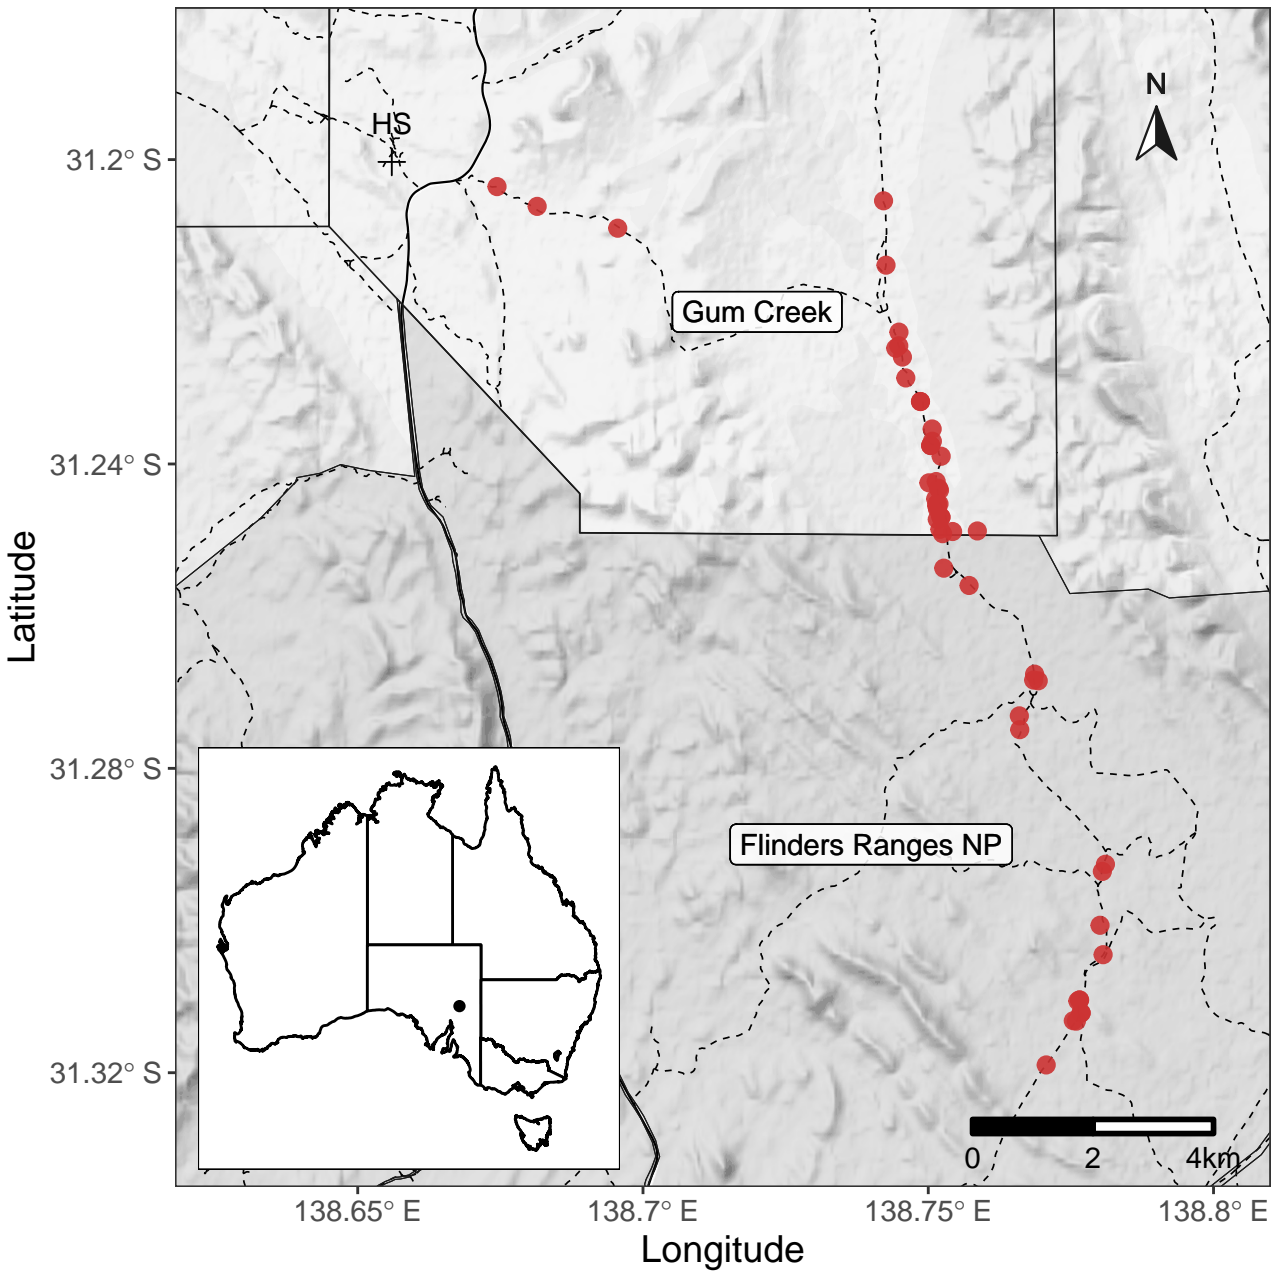 N
HS
31.2° S
Gum Creek
31.24° S
Latitude
31.28° S
Flinders Ranges NP
31.32° S
0 2 4km
138.65° E 138.7° E 138.75° E 138.8° E
Longitude